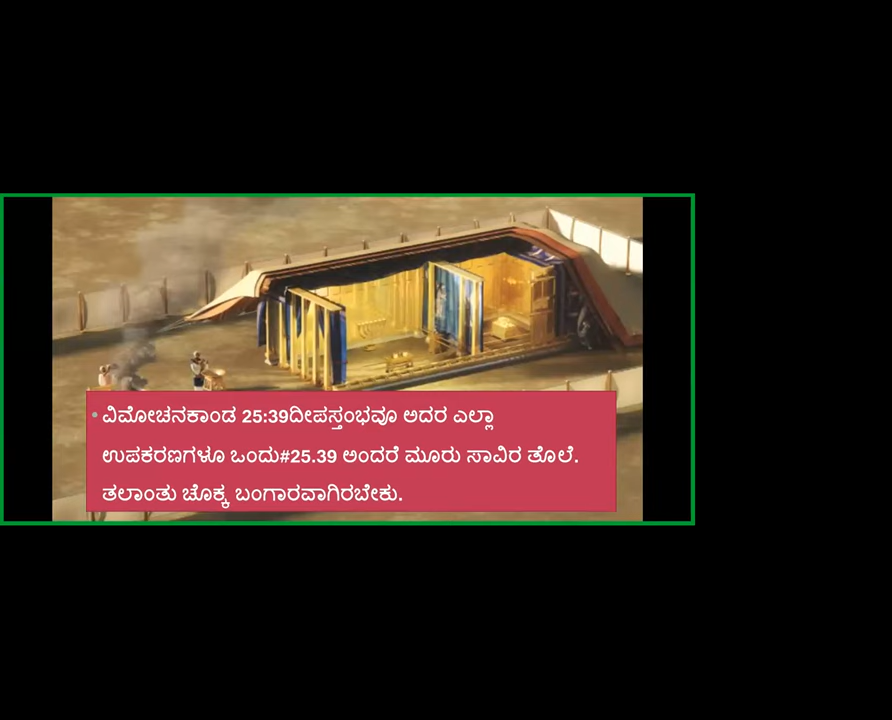 • ವಿಮೋಚನಕಾಂಡ 25:39ದೀಪಸ್ತಂಭವೂ ಅದರ ಎಲ್ಲಾ
ಉಪಕರಣಗಳೂ ಒಂದು#25.39 ಅಂದರೆ ಮೂರು ಸಾವಿರ ತೊಲೆ.
ತಲಾಂತು ಚೊಕ್ಕ ಬಂಗಾರವಾಗಿರಬೇಕು.